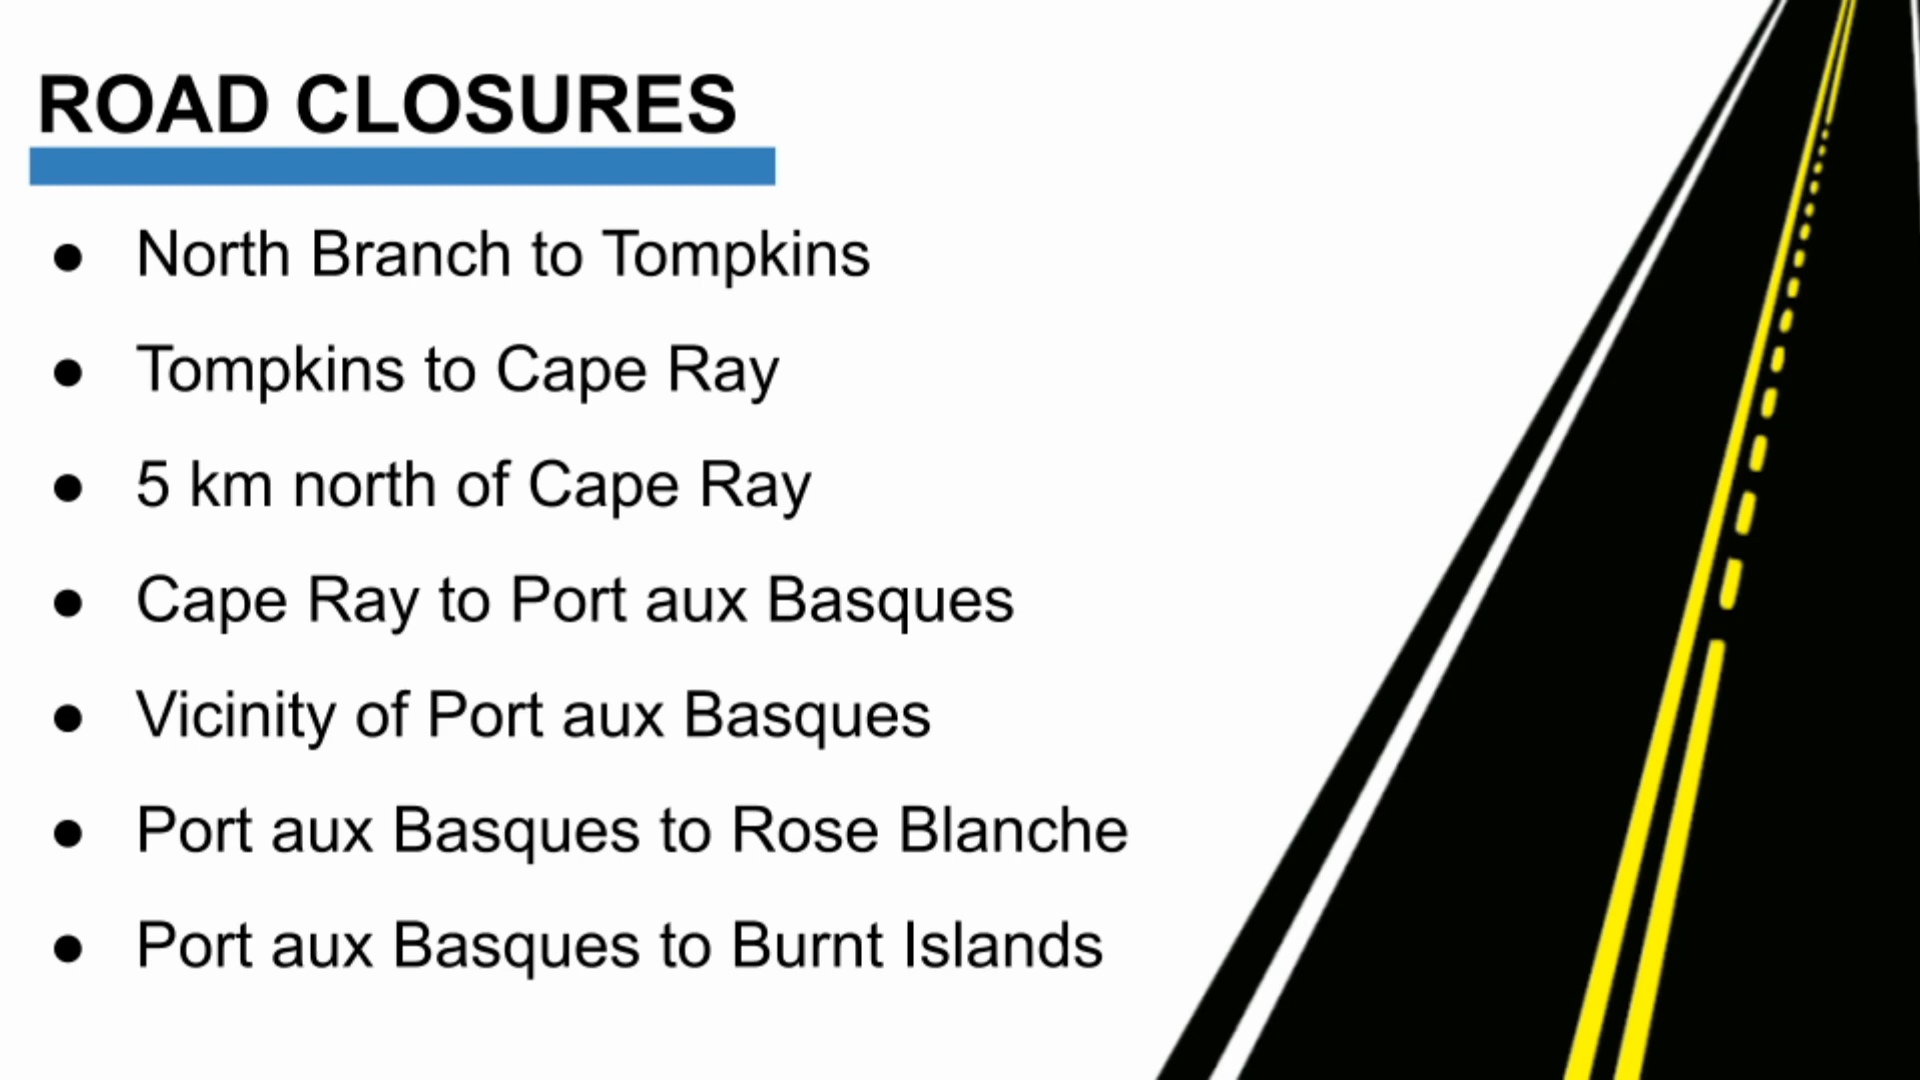 ROAD CLOSURES
● North Branch to Tompkins
● Tompkins to Cape Ray
● 5 km north of Cape Ray
● Cape Ray to Port aux Basques
● Vicinity of Port aux Basques
● Port aux Basques to Rose Blanche
● Port aux Basques to Burnt Islands